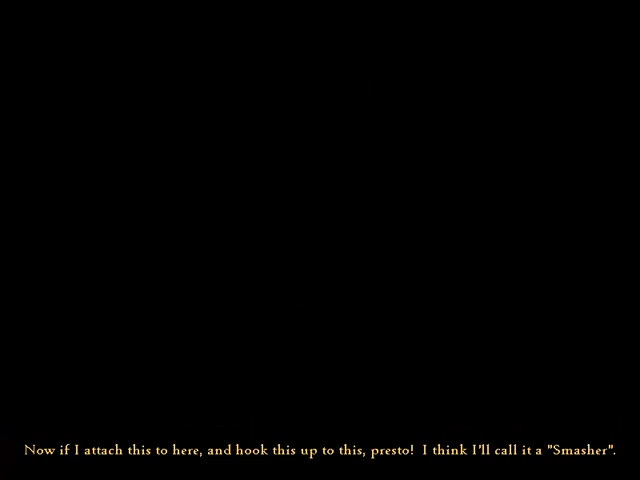 Now if I attach this to here, and hook this up to this, presto!  I think I'll call it a "Smasher".